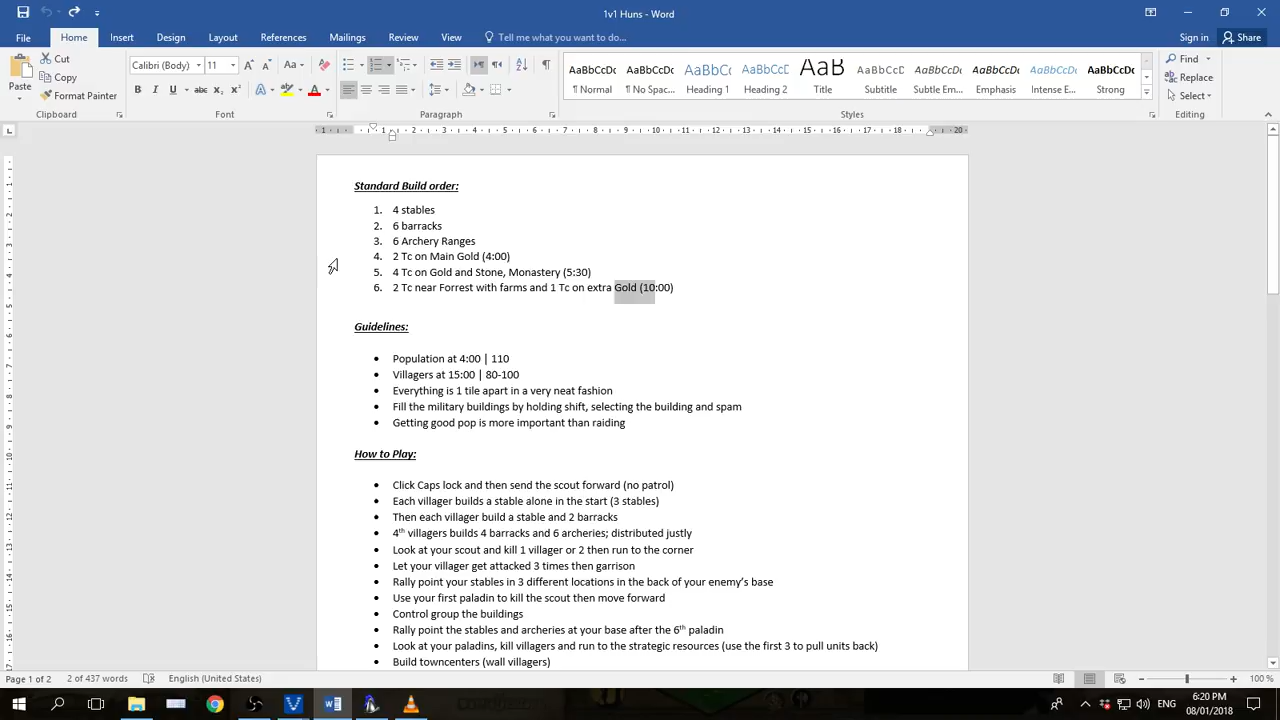 1v1 Huns - Word
File Home Insert Design Layout References Mailings Review View Tell me what you want to do... Sign in Share
Paste
Cut
Copy
Format Painter
Clipboard
Calibri (Body) 11
Font
Paragraph
AaBbCcDc AaBbCcDc AaBbCc AaBbCcD AaB AaBbCcD AaBbCcDc AaBbCcDc AaBbCcDc AaBbCcDc
¶ Normal ¶ No Spac... Heading 1 Heading 2 Title Subtitle Subtle Em... Emphasis Intense E... Strong
Styles
Find
Replace
Select
Editing
Standard Build order:
1. 4 stables
2. 6 barracks
3. 6 Archery Ranges
4. 2 Tc on Main Gold (4:00)
5. 4 Tc on Gold and Stone, Monastery (5:30)
6. 2 Tc near Forrest with farms and 1 Tc on extra Gold (10:00)
Guidelines:
• Population at 4:00 | 110
• Villagers at 15:00 | 80-100
• Everything is 1 tile apart in a very neat fashion
• Fill the military buildings by holding shift, selecting the building and spam
• Getting good pop is more important than raiding
How to Play:
• Click Caps lock and then send the scout forward (no patrol)
• Each villager builds a stable alone in the start (3 stables)
• Then each villager build a stable and 2 barracks
• 4th villagers builds 4 barracks and 6 archeries; distributed justly
• Look at your scout and kill 1 villager or 2 then run to the corner
• Let your villager get attacked 3 times then garrison
• Rally point your stables in 3 different locations in the back of your enemy's base
• Use your first paladin to kill the scout then move forward
• Control group the buildings
• Rally point the stables and archeries at your base after the 6th paladin
• Look at your paladins, kill villagers and run to the strategic resources (use the first 3 to pull units back)
• Build towncenters (wall villagers)
Page 1 of 2 2 of 437 words English (United States) 100 %
6:20 PM
08/01/2018